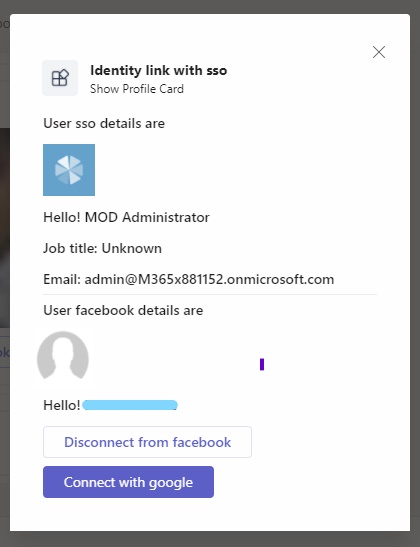 Identity link with sso
Show Profile Card
User sso details are
Hello! MOD Administrator
Job title: Unknown
Email: admin@M365x881152.onmicrosoft.com
User facebook details are
Hello!
Disconnect from facebook
Connect with google